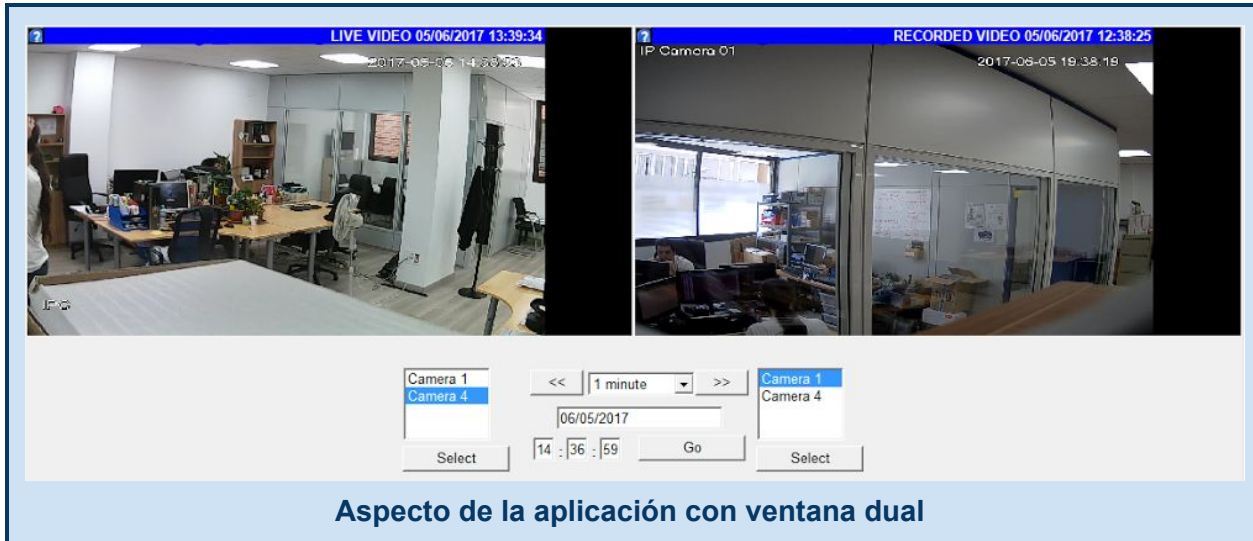 LIVE VIDEO 05/06/2017 13:39:34
RECORDED VIDEO 05/06/2017 12:38:25
IP Camera 01
2017-06-05 19:38:19
Camera 1
Camera 4
Select
<< 1 minute >>
06/05/2017
14 : 36 : 59 Go
Camera 1
Camera 4
Select
Aspecto de la aplicación con ventana dual